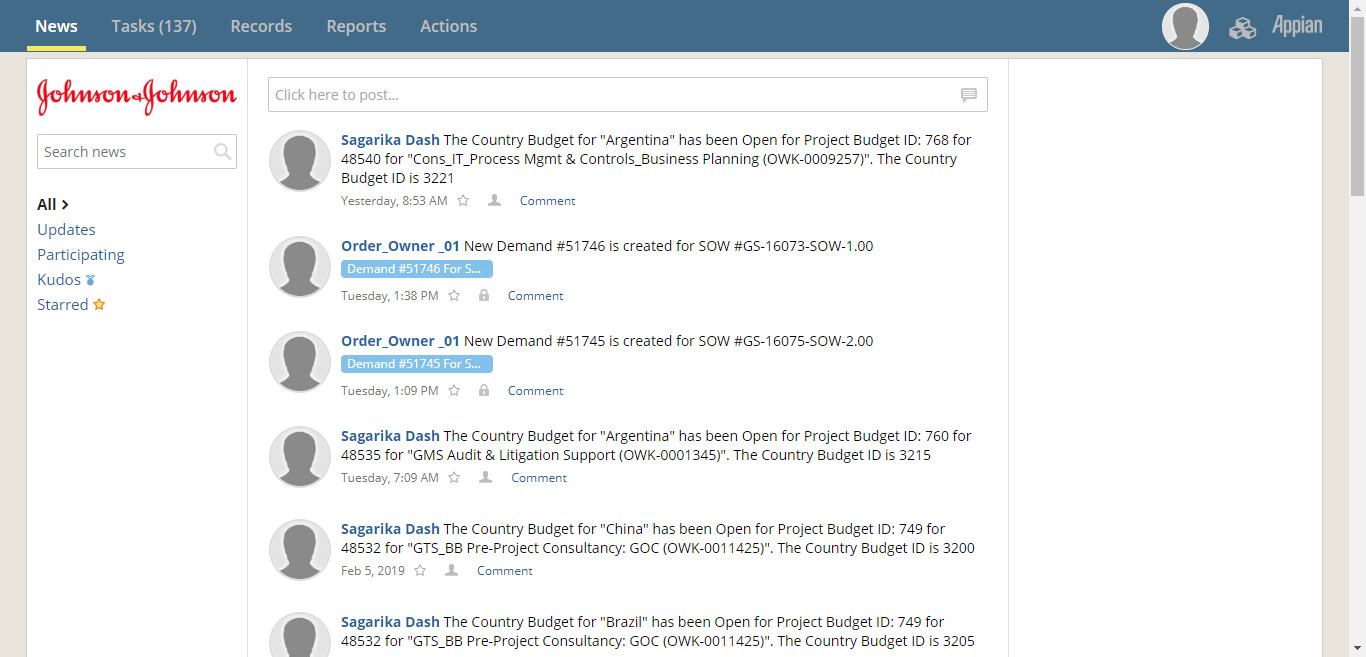 News Tasks (137) Records Reports Actions Appian
Johnson & Johnson
Search news
All
Updates
Participating
Kudos
Starred
Click here to post...
Sagarika Dash The Country Budget for "Argentina" has been Open for Project Budget ID: 768 for
48540 for "Cons_IT_Process Mgmt & Controls_Business Planning (OWK-0009257)". The Country
Budget ID is 3221
Yesterday, 8:53 AM Comment
Order_Owner _01 New Demand #51746 is created for SOW #GS-16073-SOW-1.00
Demand #51746 For S...
Tuesday, 1:38 PM Comment
Order_Owner _01 New Demand #51745 is created for SOW #GS-16075-SOW-2.00
Demand #51745 For S...
Tuesday, 1:09 PM Comment
Sagarika Dash The Country Budget for "Argentina" has been Open for Project Budget ID: 760 for
48535 for "GMS Audit & Litigation Support (OWK-0001345)". The Country Budget ID is 3215
Tuesday, 7:09 AM Comment
Sagarika Dash The Country Budget for "China" has been Open for Project Budget ID: 749 for
48532 for "GTS_BB Pre-Project Consultancy: GOC (OWK-0011425)". The Country Budget ID is 3200
Feb 5, 2019 Comment
Sagarika Dash The Country Budget for "Brazil" has been Open for Project Budget ID: 749 for
48532 for "GTS_BB Pre-Project Consultancy: GOC (OWK-0011425)". The Country Budget ID is 3205